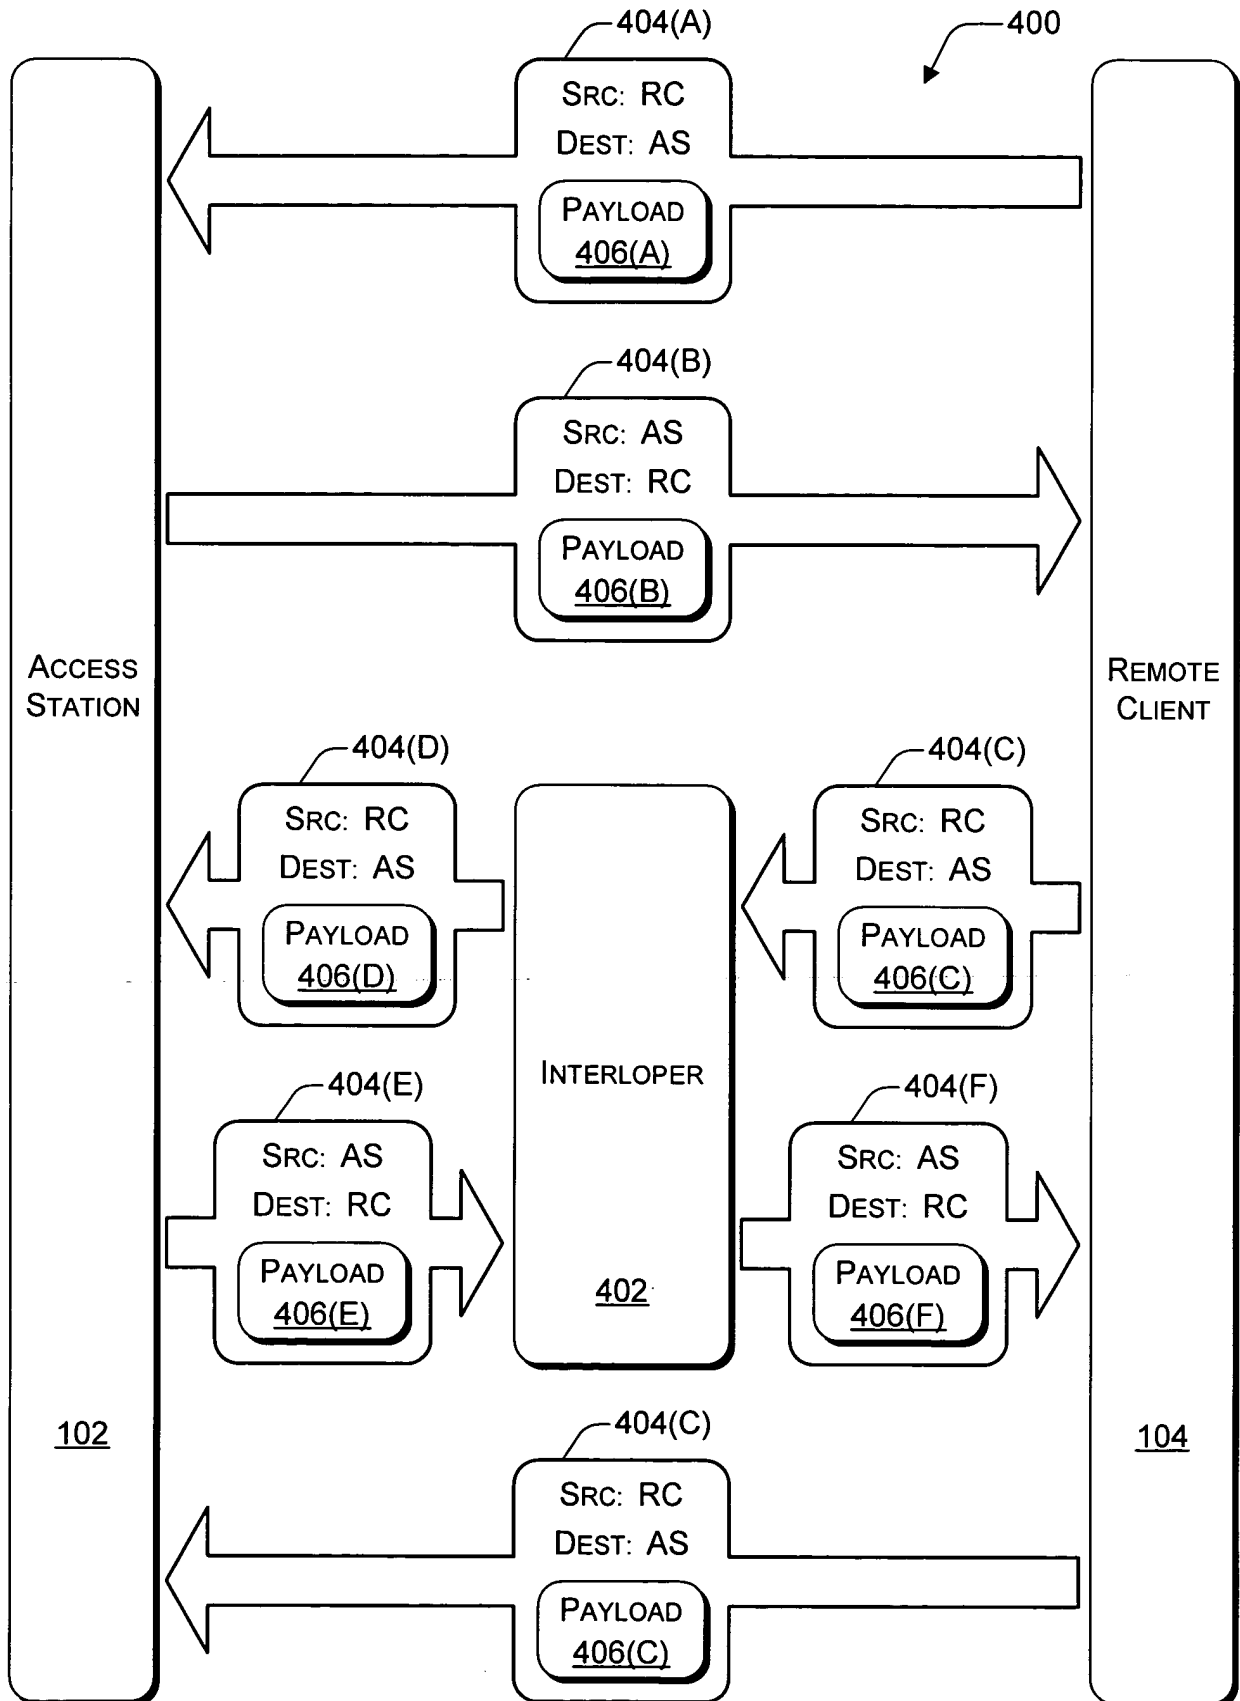 404(A)
400
SRC: RC
DEST: AS
PAYLOAD
406(A)
404(B)
SRC: AS
DEST: RC
PAYLOAD
406(B)
ACCESS
STATION
REMOTE
CLIENT
404(D)
SRC: RC
DEST: AS
PAYLOAD
406(D)
404(C)
SRC: RC
DEST: AS
PAYLOAD
406(C)
INTERLOPER
402
404(E)
SRC: AS
DEST: RC
PAYLOAD
406(E)
404(F)
SRC: AS
DEST: RC
PAYLOAD
406(F)
102
104
404(C)
SRC: RC
DEST: AS
PAYLOAD
406(C)